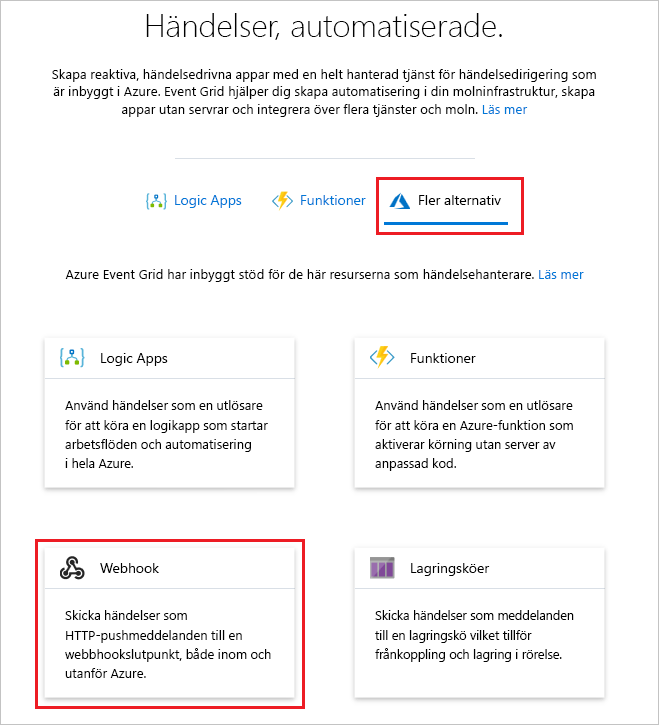 Händelser, automatiserade.
Skapa reaktiva, händelsedrivna appar med en helt hanterad tjänst för händelsedirigering som
är inbyggt i Azure. Event Grid hjälper dig skapa automatisering i din molninfrastruktur, skapa
appar utan servrar och integrera över flera tjänster och moln. Läs mer
Logic Apps
Funktioner
Fler alternativ
Azure Event Grid har inbyggt stöd för de här resurserna som händelsehanterare. Läs mer
Logic Apps
Använd händelser som en utlösare
för att köra en logikapp som startar
arbetsflöden och automatisering
i hela Azure.
Funktioner
Använd händelser som en utlösare
för att köra en Azure-funktion som
aktiverar körning utan server av
anpassad kod.
Webhook
Skicka händelser som
HTTP-pushmeddelanden till en
webbhookslutpunkt, både inom och
utanför Azure.
Lagringsköer
Skicka händelser som meddelanden
till en lagringskö vilket tillför
frånkoppling och lagring i rörelse.